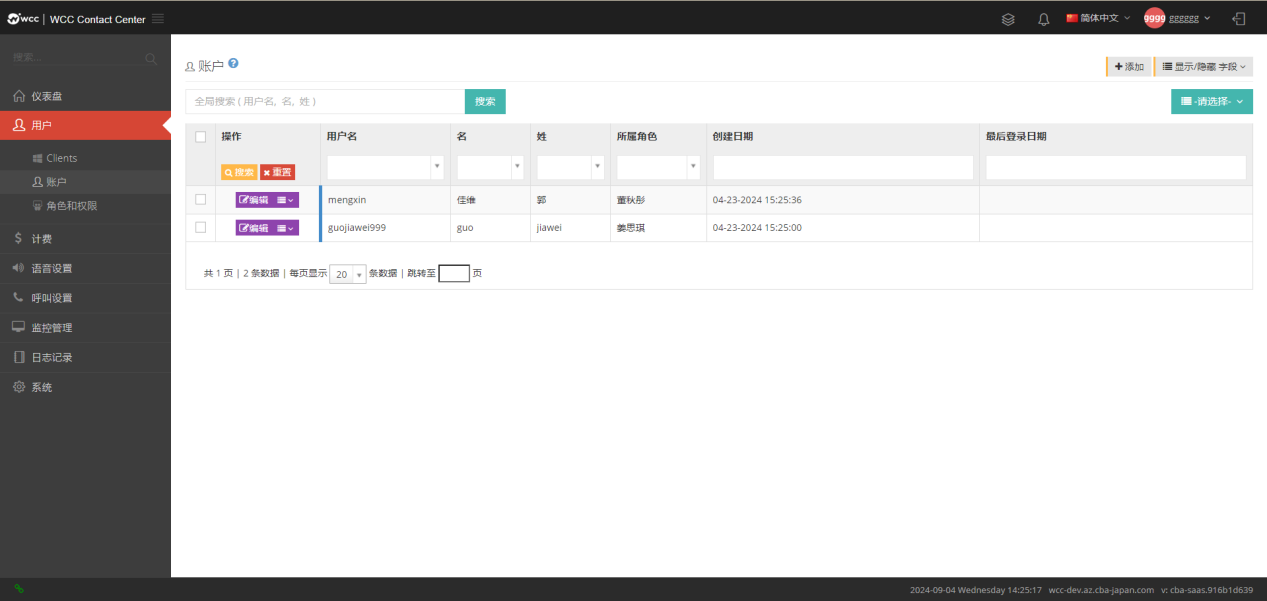 wcc | WCC Contact Center
简体中文
gggg gggggg
搜索...
仪表盘
用户
Clients
账户
角色和权限
计费
语音设置
呼叫设置
监控管理
日志记录
系统
账户
添加
显示/隐藏 字段
全局搜索 ( 用户名, 名, 姓 )
搜索
-请选择-
操作 用户名 名 姓 所属角色 创建日期 最后登录日期
搜索 重置
编辑 mengxin 佳维 郭 董秋彤 04-23-2024 15:25:36
编辑 guojiawei999 guo jiawei 姜思琪 04-23-2024 15:25:00
共 1 页 | 2 条数据 | 每页显示 20 条数据 | 跳转至 页
2024-09-04 Wednesday 14:25:17 wcc-dev.az.cba-japan.com v: cba-saas.916b1d639